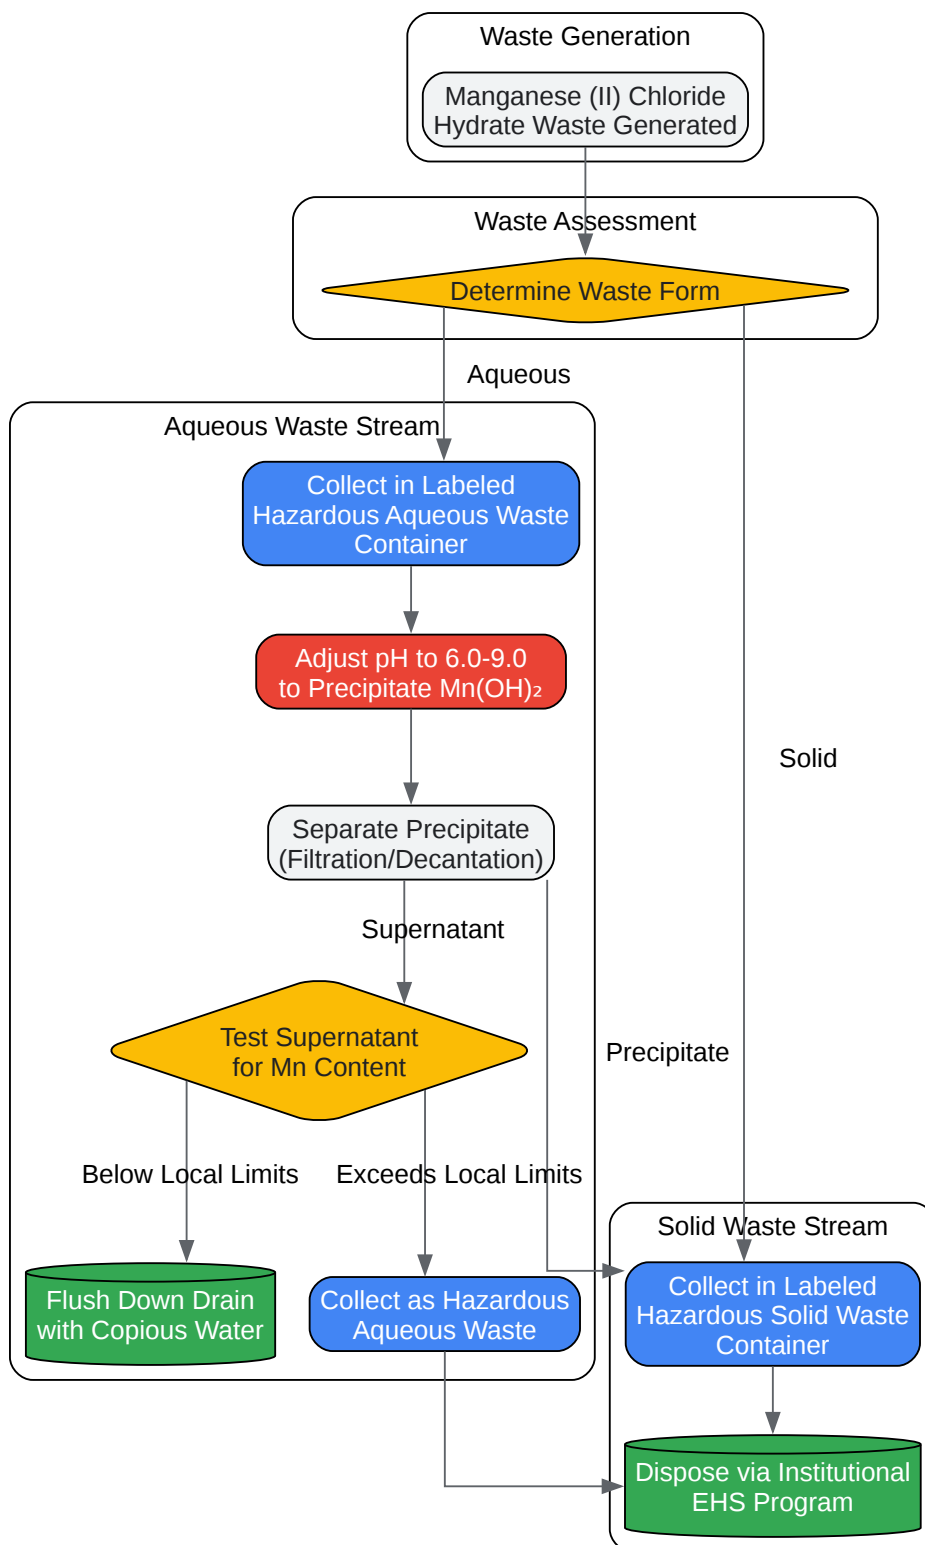 Waste Generation
Manganese (II) Chloride
Hydrate Waste Generated
Waste Assessment
Determine Waste Form
Aqueous
Aqueous Waste Stream
Collect in Labeled
Hazardous Aqueous Waste
Container
Adjust pH to 6.0-9.0
to Precipitate Mn(OH)₂
Solid
Separate Precipitate
(Filtration/Decantation)
Supernatant
Test Supernatant
for Mn Content
Precipitate
Below Local Limits
Exceeds Local Limits
Solid Waste Stream
Flush Down Drain
with Copious Water
Collect as Hazardous
Aqueous Waste
Collect in Labeled
Hazardous Solid Waste
Container
Dispose via Institutional
EHS Program